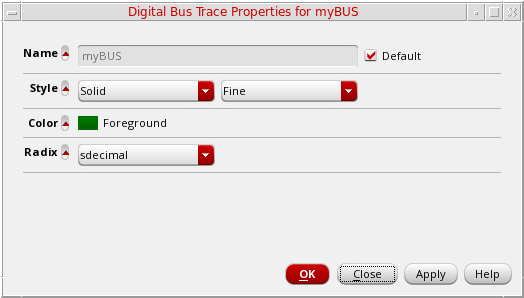 Digital Bus Trace Properties for myBUS
Name myBUS Default
Style Solid Fine
Color Foreground
Radix sdecimal
OK Close Apply Help